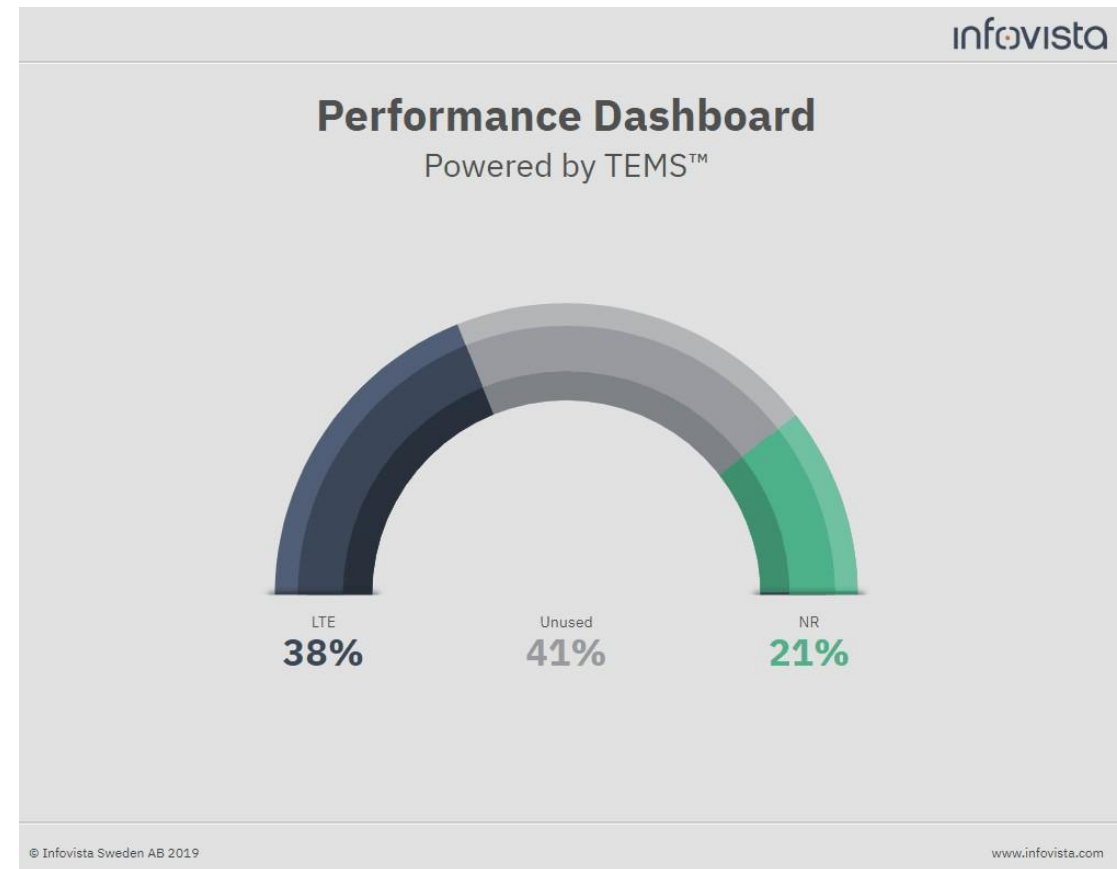 infovista
Performance Dashboard
Powered by TEMS™
LTE
38%
Unused
41%
NR
21%
© Infovista Sweden AB 2019
www.infovista.com